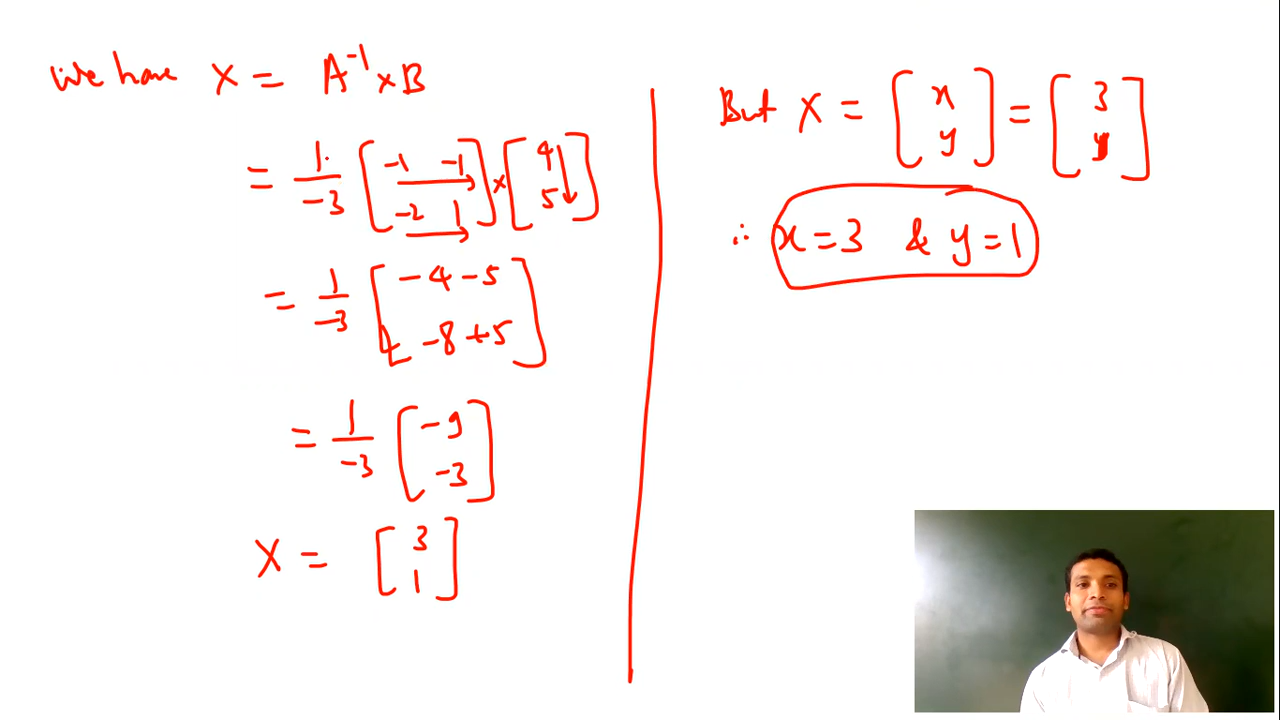 We have X = A⁻¹ × B
= 1/-3 [ -1 -1 ; -2 1 ] × [ 4 ; 5 ]
= 1/-3 [ -4 - 5 ; -8 + 5 ]
= 1/-3 [ -9 ; -3 ]
X = [ 3 ; 1 ]
But X = [ x ; y ] = [ 3 ; 1 ]
∴ x = 3 & y = 1